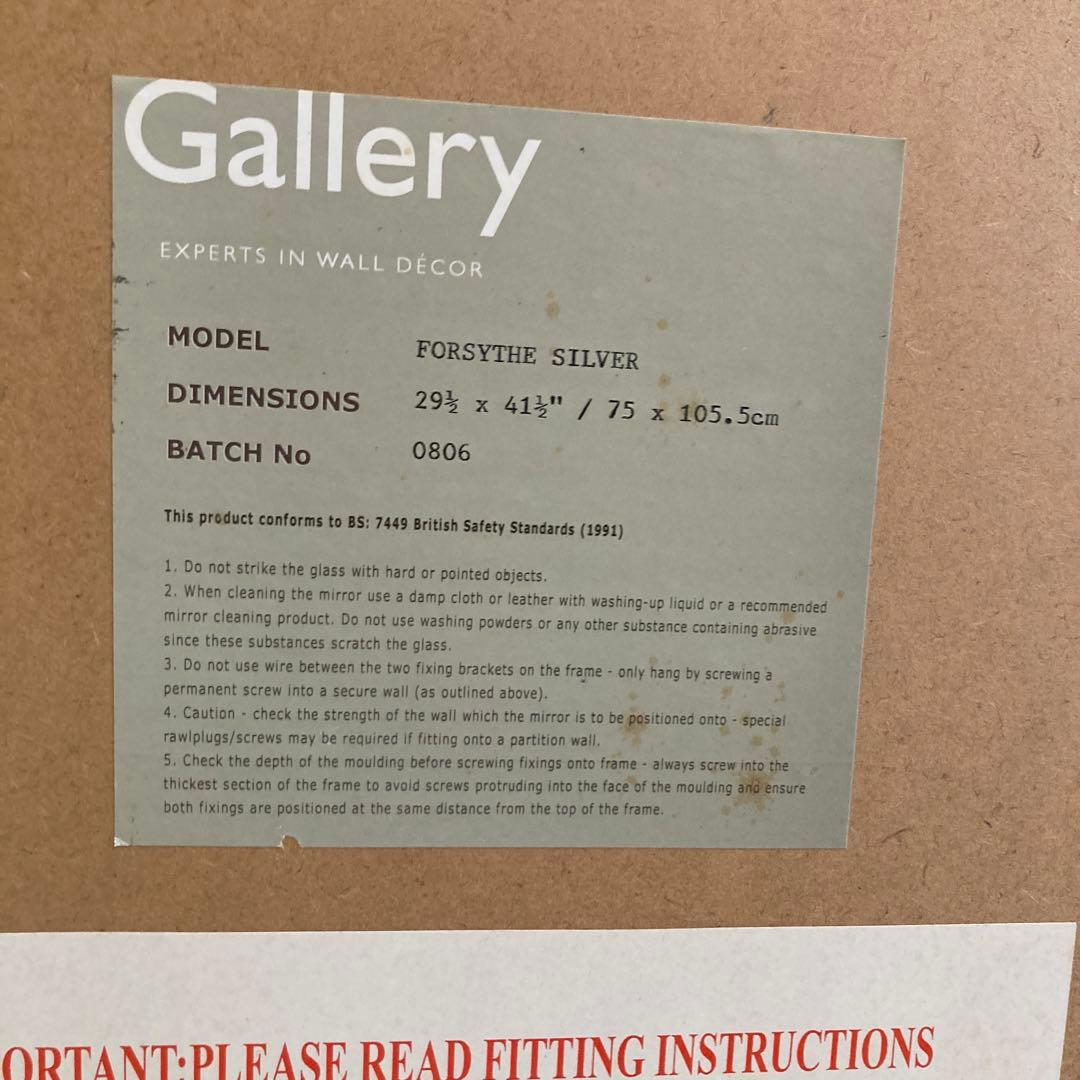 Gallery
EXPERTS IN WALL DÉCOR
MODEL FORSYTHE SILVER
DIMENSIONS 29½ x 41½" / 75 x 105.5cm
BATCH No 0806
This product conforms to BS: 7449 British Safety Standards (1991)
1. Do not strike the glass with hard or pointed objects.
2. When cleaning the mirror use a damp cloth or leather with washing-up liquid or a recommended
mirror cleaning product. Do not use washing powders or any other substance containing abrasive
since these substances scratch the glass.
3. Do not use wire between the two fixing brackets on the frame - only hang by screwing a
permanent screw into a secure wall (as outlined above).
4. Caution - check the strength of the wall which the mirror is to be positioned onto - special
rawlplugs/screws may be required if fitting onto a partition wall.
5. Check the depth of the moulding before screwing fixings onto frame - always screw into the
thickest section of the frame to avoid screws protruding into the face of the moulding and ensure
both fixings are positioned at the same distance from the top of the frame.
ORTANT:PLEASE READ FITTING INSTRUCTIONS